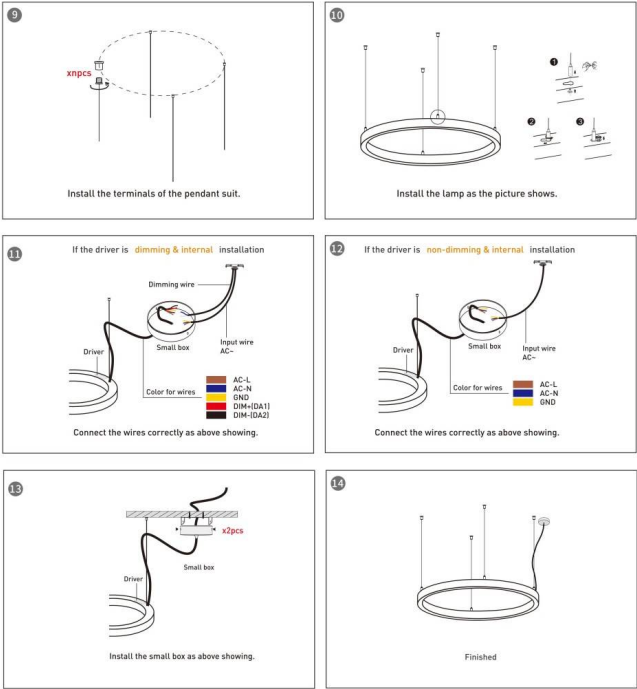 9
xnpcs
Install the terminals of the pendant suit.
10
1
2
3
Install the lamp as the picture shows.
11
If the driver is dimming & internal installation
Dimming wire
Small box
Input wire
AC~
Driver
Color for wires
AC-L
AC-N
GND
DIM+(DA1)
DIM-(DA2)
Connect the wires correctly as above showing.
12
If the driver is non-dimming & internal installation
Small box
Input wire
AC~
Driver
Color for wires
AC-L
AC-N
GND
Connect the wires correctly as above showing.
13
x2pcs
Small box
Driver
Install the small box as above showing.
14
Finished